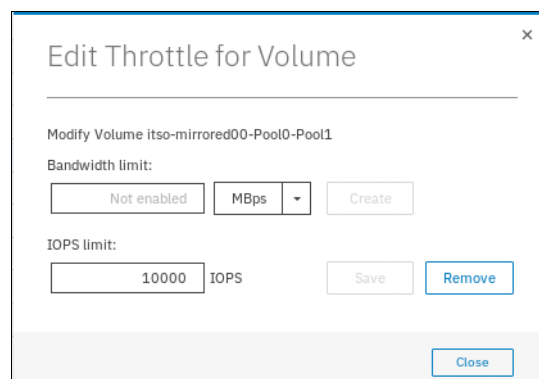 ×
Edit Throttle for Volume
Modify Volume itso-mirrored00-Pool0-Pool1
Bandwidth limit:
Not enabled MBps Create
IOPS limit:
10000 IOPS Save Remove
Close